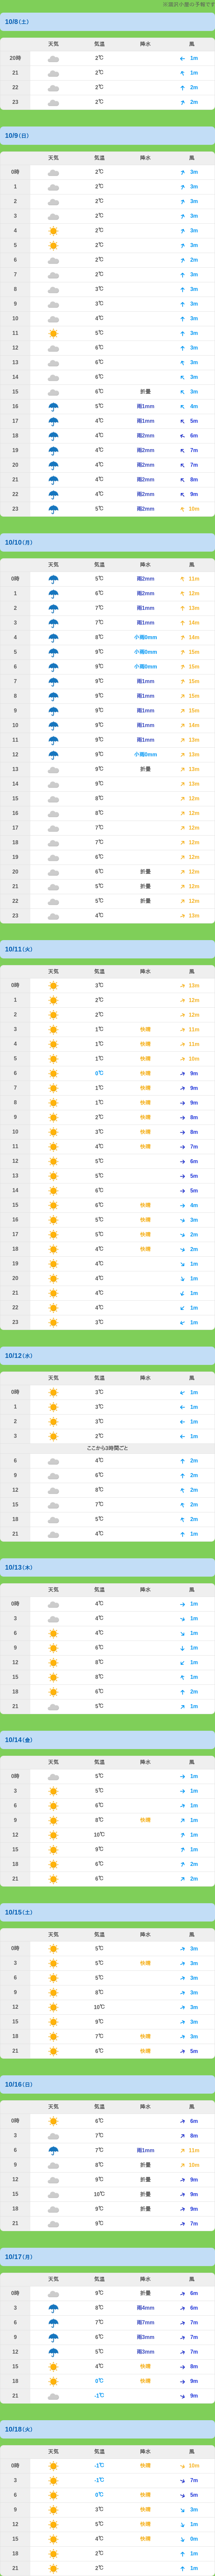 ※涸沢小屋の予報です
10/8(土)
天気 気温 降水 風
20時 2℃ 1m
21 2℃ 1m
22 2℃ 2m
23 2℃ 2m
10/9(日)
天気 気温 降水 風
0時 2℃ 3m
1 2℃ 3m
2 2℃ 3m
3 2℃ 3m
4 2℃ 3m
5 2℃ 3m
6 2℃ 2m
7 2℃ 3m
8 3℃ 3m
9 3℃ 3m
10 4℃ 3m
11 5℃ 3m
12 6℃ 3m
13 6℃ 3m
14 6℃ 3m
15 6℃ 折畳 3m
16 5℃ 雨1mm 4m
17 4℃ 雨1mm 5m
18 4℃ 雨2mm 6m
19 4℃ 雨2mm 7m
20 4℃ 雨2mm 7m
21 4℃ 雨2mm 8m
22 4℃ 雨2mm 9m
23 5℃ 雨2mm 10m
10/10(月)
天気 気温 降水 風
0時 5℃ 雨2mm 11m
1 6℃ 雨2mm 12m
2 7℃ 雨1mm 13m
3 7℃ 雨1mm 14m
4 8℃ 小雨0mm 14m
5 9℃ 小雨0mm 15m
6 9℃ 小雨0mm 15m
7 9℃ 雨1mm 15m
8 9℃ 雨1mm 15m
9 9℃ 雨1mm 15m
10 9℃ 雨1mm 14m
11 9℃ 雨1mm 13m
12 9℃ 小雨0mm 13m
13 9℃ 折畳 13m
14 9℃ 13m
15 8℃ 12m
16 8℃ 12m
17 7℃ 12m
18 7℃ 12m
19 6℃ 12m
20 6℃ 折畳 12m
21 5℃ 折畳 12m
22 5℃ 折畳 12m
23 4℃ 13m
10/11(火)
天気 気温 降水 風
0時 3℃ 13m
1 2℃ 12m
2 2℃ 12m
3 1℃ 快晴 11m
4 1℃ 快晴 11m
5 1℃ 快晴 10m
6 0℃ 快晴 9m
7 1℃ 快晴 9m
8 1℃ 快晴 9m
9 2℃ 快晴 8m
10 3℃ 快晴 8m
11 4℃ 快晴 7m
12 5℃ 6m
13 5℃ 5m
14 6℃ 5m
15 6℃ 快晴 4m
16 5℃ 快晴 3m
17 5℃ 快晴 2m
18 4℃ 快晴 2m
19 4℃ 1m
20 4℃ 1m
21 4℃ 1m
22 4℃ 1m
23 3℃ 1m
10/12(水)
天気 気温 降水 風
0時 3℃ 1m
1 3℃ 1m
2 3℃ 1m
3 2℃ 1m
ここから3時間ごと
6 4℃ 2m
9 6℃ 2m
12 8℃ 2m
15 7℃ 2m
18 5℃ 2m
21 4℃ 1m
10/13(木)
天気 気温 降水 風
0時 4℃ 1m
3 4℃ 1m
6 4℃ 1m
9 6℃ 1m
12 8℃ 1m
15 8℃ 1m
18 6℃ 2m
21 5℃ 1m
10/14(金)
天気 気温 降水 風
0時 5℃ 1m
3 5℃ 1m
6 6℃ 1m
9 8℃ 快晴 1m
12 10℃ 1m
15 9℃ 1m
18 6℃ 2m
21 6℃ 2m
10/15(土)
天気 気温 降水 風
0時 5℃ 3m
3 5℃ 快晴 3m
6 5℃ 3m
9 8℃ 3m
12 10℃ 3m
15 9℃ 3m
18 7℃ 快晴 3m
21 6℃ 快晴 5m
10/16(日)
天気 気温 降水 風
0時 6℃ 6m
3 7℃ 8m
6 7℃ 雨1mm 11m
9 8℃ 折畳 10m
12 9℃ 折畳 9m
15 10℃ 折畳 9m
18 9℃ 折畳 9m
21 9℃ 7m
10/17(月)
天気 気温 降水 風
0時 9℃ 折畳 6m
3 8℃ 雨4mm 6m
6 7℃ 雨7mm 7m
9 6℃ 雨3mm 7m
12 5℃ 雨3mm 7m
15 4℃ 快晴 8m
18 0℃ 快晴 9m
21 -1℃ 9m
10/18(火)
天気 気温 降水 風
0時 -1℃ 快晴 10m
3 -1℃ 7m
6 0℃ 快晴 5m
9 3℃ 快晴 3m
12 5℃ 快晴 1m
15 4℃ 快晴 0m
18 2℃ 1m
21 2℃ 1m